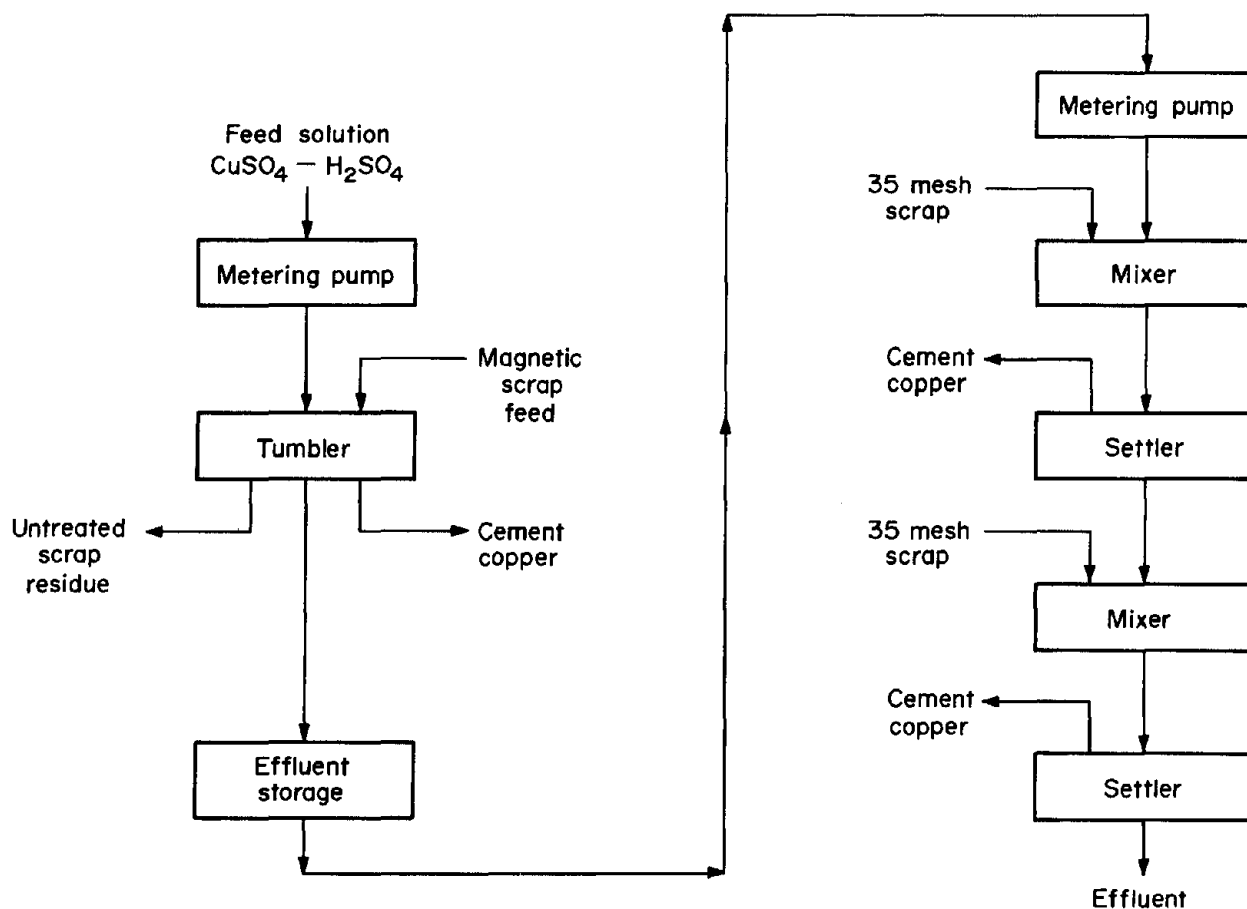 Feed solution
CuSO₄ – H₂SO₄
Metering pump
Magnetic
scrap
feed
Tumbler
Untreated
scrap
residue
Cement
copper
Effluent
storage
Metering pump
35 mesh
scrap
Mixer
Cement
copper
Settler
35 mesh
scrap
Mixer
Cement
copper
Settler
Effluent